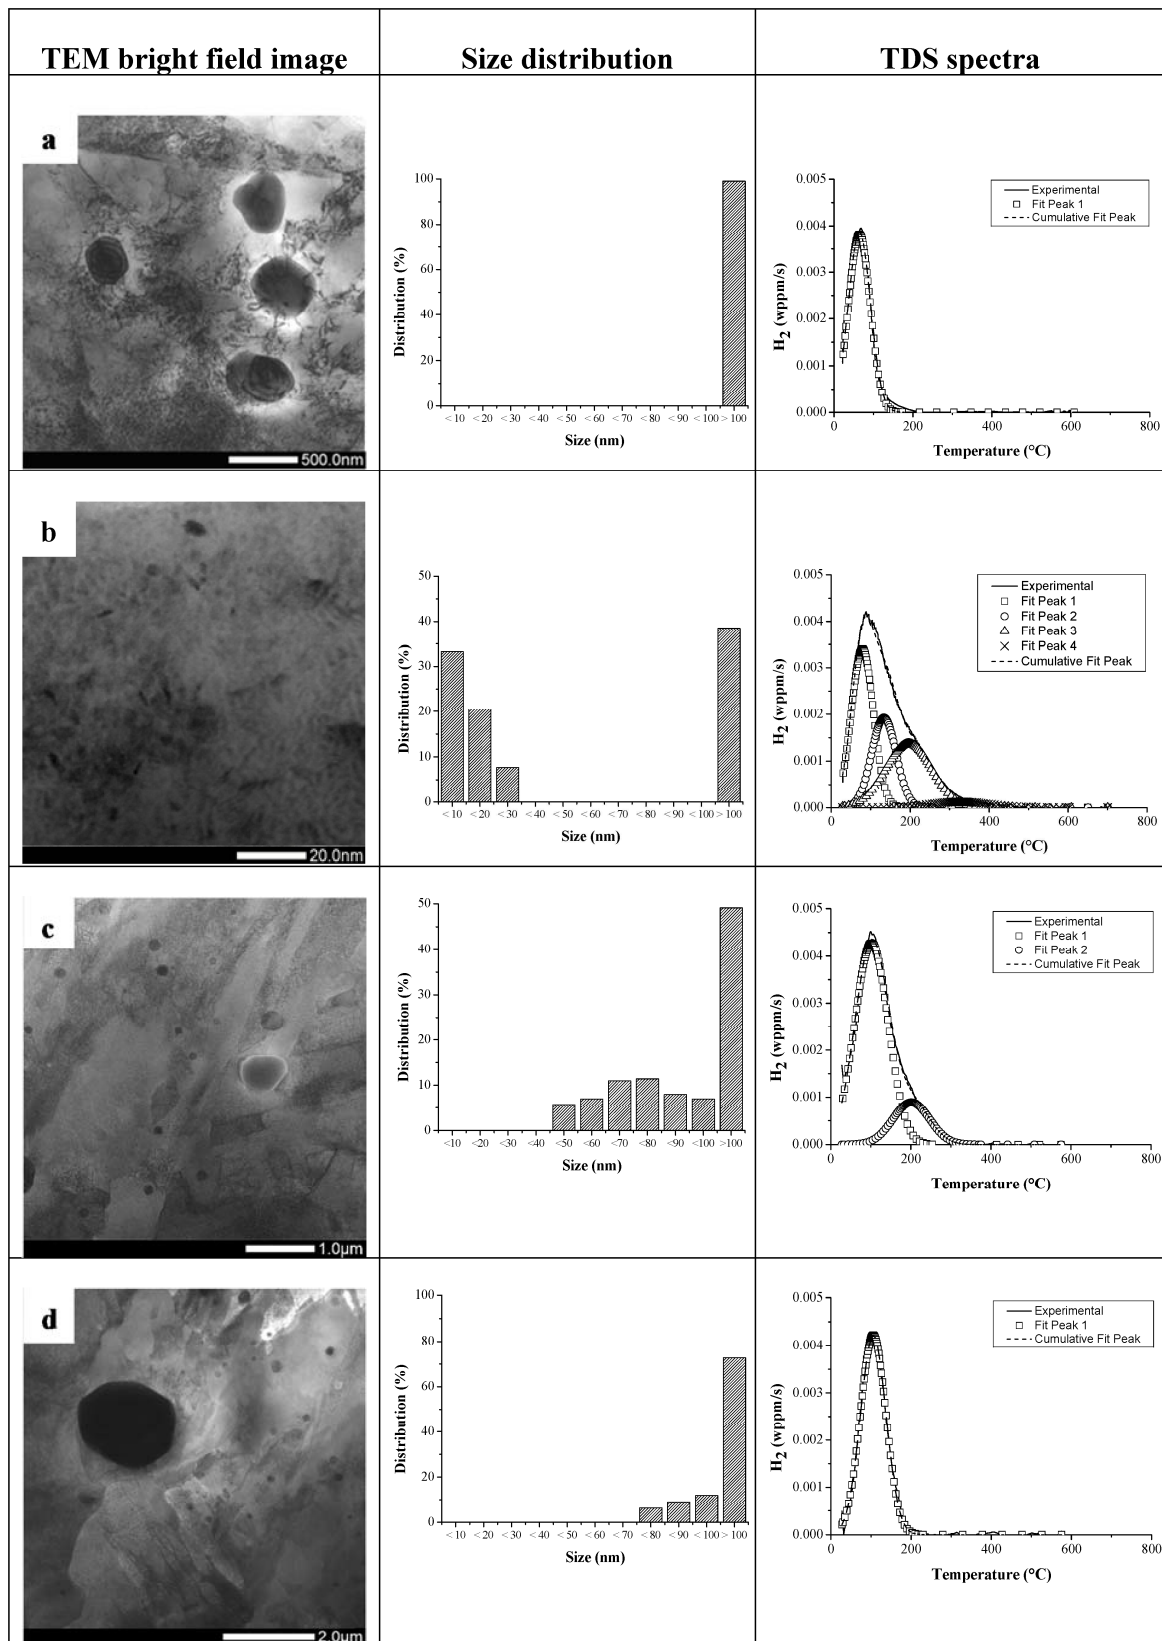 TEM bright field image
Size distribution
TDS spectra
a
500.0nm
100
80
60
40
20
0
Distribution (%)
<10 <20 <30 <40 <50 <60 <70 <80 <90 <100 >100
Size (nm)
0.005
0.004
0.003
0.002
0.001
0.000
H2 (wppm/s)
0 200 400 600 800
Temperature (°C)
Experimental
Fit Peak 1
Cumulative Fit Peak
b
20.0nm
50
40
30
20
10
0
Distribution (%)
<10 <20 <30 <40 <50 <60 <70 <80 <90 <100 >100
Size (nm)
0.005
0.004
0.003
0.002
0.001
0.000
H2 (wppm/s)
0 200 400 600 800
Temperature (°C)
Experimental
Fit Peak 1
Fit Peak 2
Fit Peak 3
Fit Peak 4
Cumulative Fit Peak
c
1.0µm
50
40
30
20
10
0
Distribution (%)
<10 <20 <30 <40 <50 <60 <70 <80 <90 <100 >100
Size (nm)
0.005
0.004
0.003
0.002
0.001
0.000
H2 (wppm/s)
0 200 400 600 800
Temperature (°C)
Experimental
Fit Peak 1
Fit Peak 2
Cumulative Fit Peak
d
2.0µm
100
80
60
40
20
0
Distribution (%)
<10 <20 <30 <40 <50 <60 <70 <80 <90 <100 >100
Size (nm)
0.005
0.004
0.003
0.002
0.001
0.000
H2 (wppm/s)
0 200 400 600 800
Temperature (°C)
Experimental
Fit Peak 1
Cumulative Fit Peak